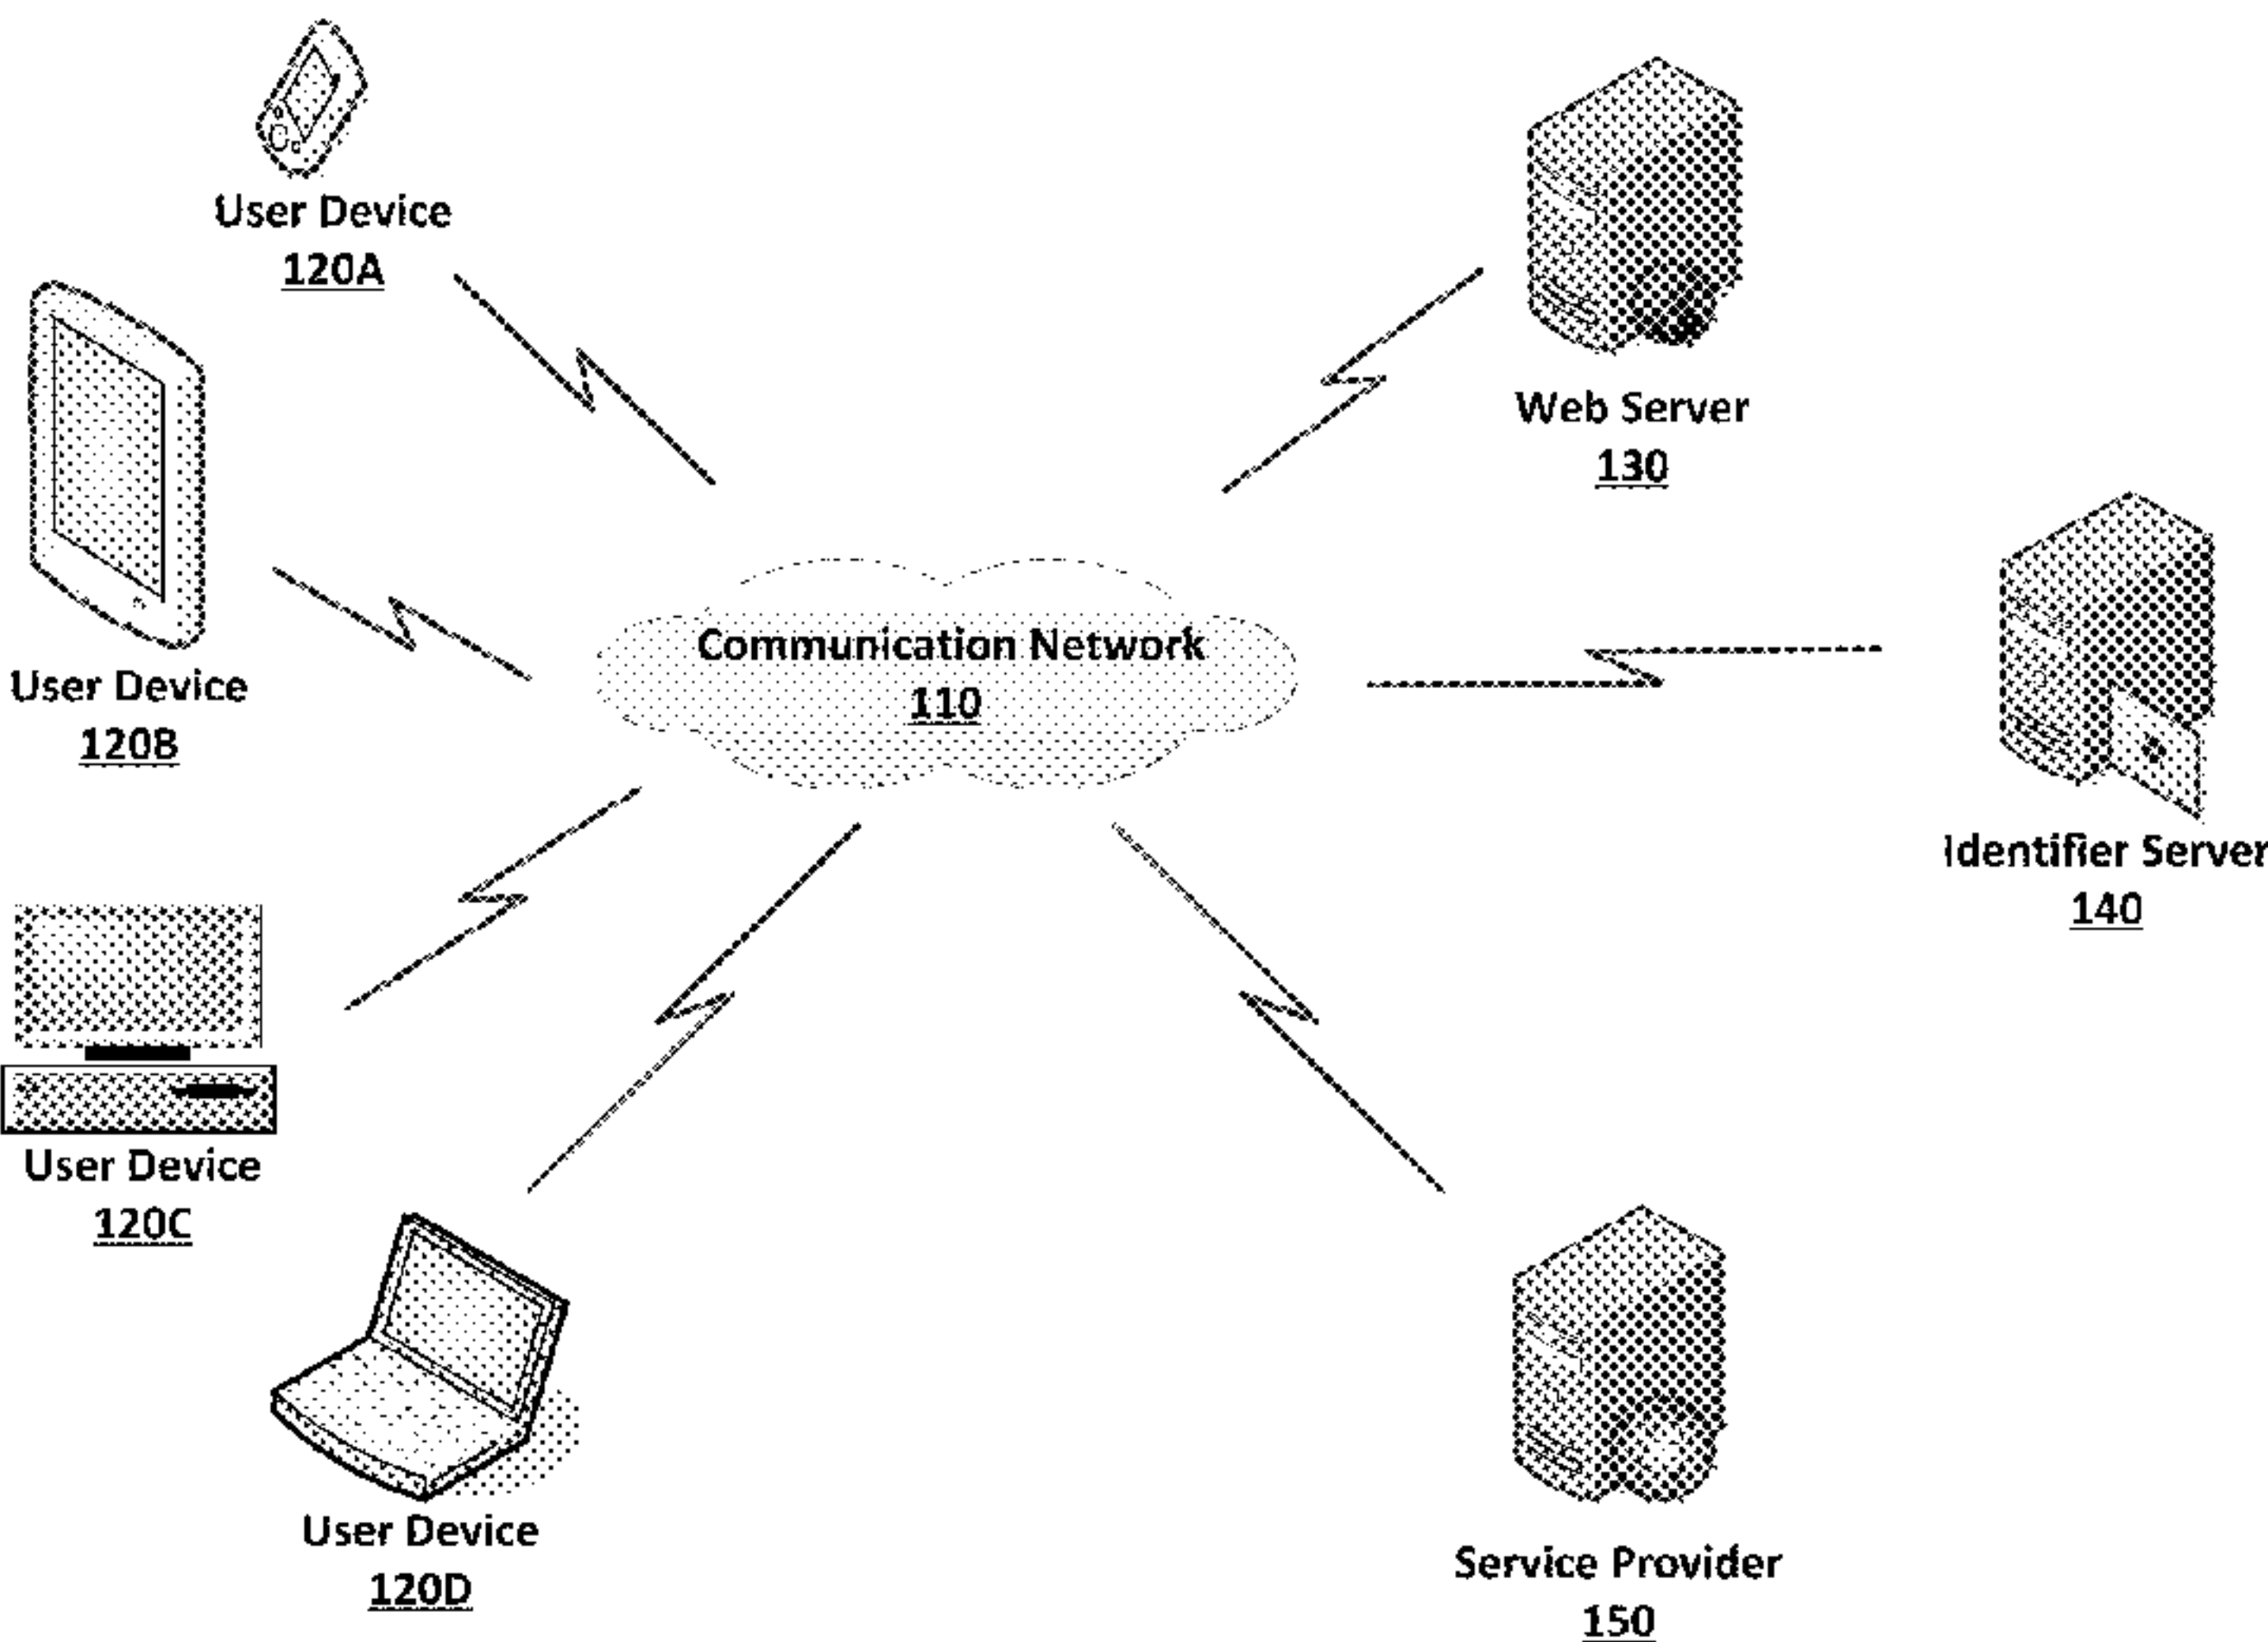 User Device
120A
Web Server
130
Communication Network
110
User Device
120B
Identifier Server
140
User Device
120C
User Device
120D
Service Provider
150